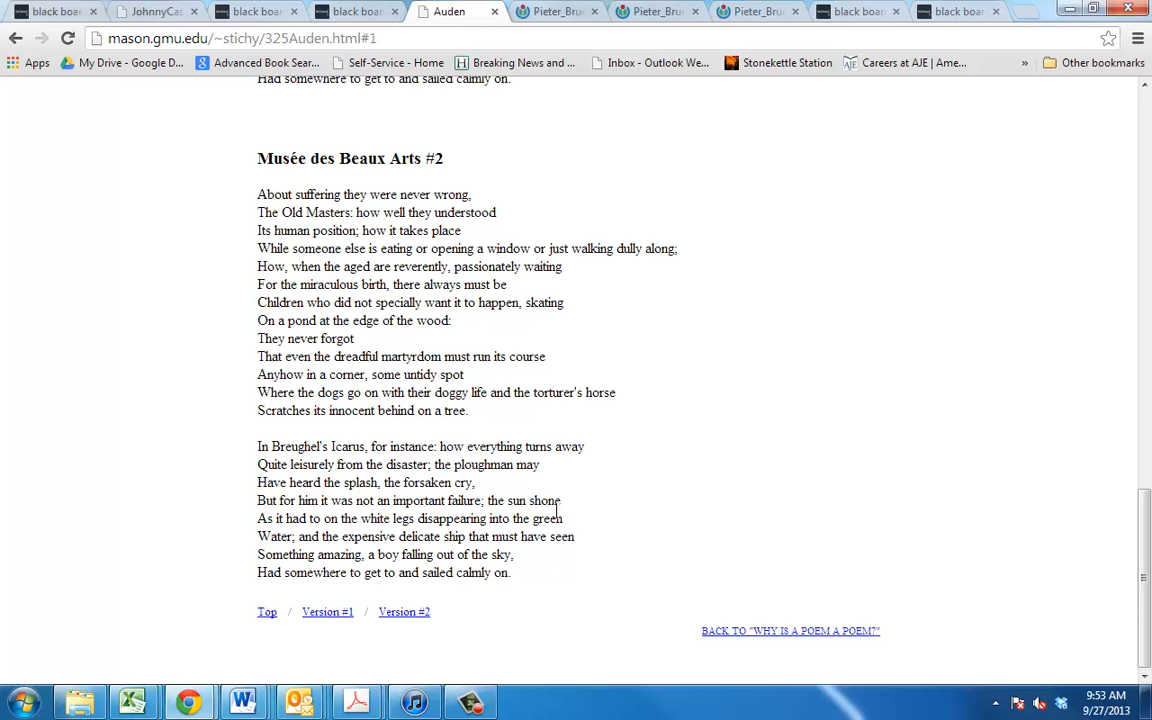 black boar
JohnnyCas
black board
black board
Auden
Pieter_Brue
Pieter_Bru
Pieter_Bru
black boar
black board
mason.gmu.edu/~stichy/325Auden.html#1
Apps
My Drive - Google D...
Advanced Book Sear...
Self-Service - Home
Breaking News and ...
Inbox - Outlook We...
Stonekettle Station
Careers at AJE | Ame...
»
Other bookmarks
Had somewhere to get to and sailed calmly on.
Musée des Beaux Arts #2
About suffering they were never wrong,
The Old Masters: how well they understood
Its human position; how it takes place
While someone else is eating or opening a window or just walking dully along;
How, when the aged are reverently, passionately waiting
For the miraculous birth, there always must be
Children who did not specially want it to happen, skating
On a pond at the edge of the wood:
They never forgot
That even the dreadful martyrdom must run its course
Anyhow in a corner, some untidy spot
Where the dogs go on with their doggy life and the torturer's horse
Scratches its innocent behind on a tree.
In Breughel's Icarus, for instance: how everything turns away
Quite leisurely from the disaster; the ploughman may
Have heard the splash, the forsaken cry,
But for him it was not an important failure; the sun shone
As it had to on the white legs disappearing into the green
Water; and the expensive delicate ship that must have seen
Something amazing, a boy falling out of the sky,
Had somewhere to get to and sailed calmly on.
Top / Version #1 / Version #2
BACK TO "WHY IS A POEM A POEM?"
9:53 AM
9/27/2013